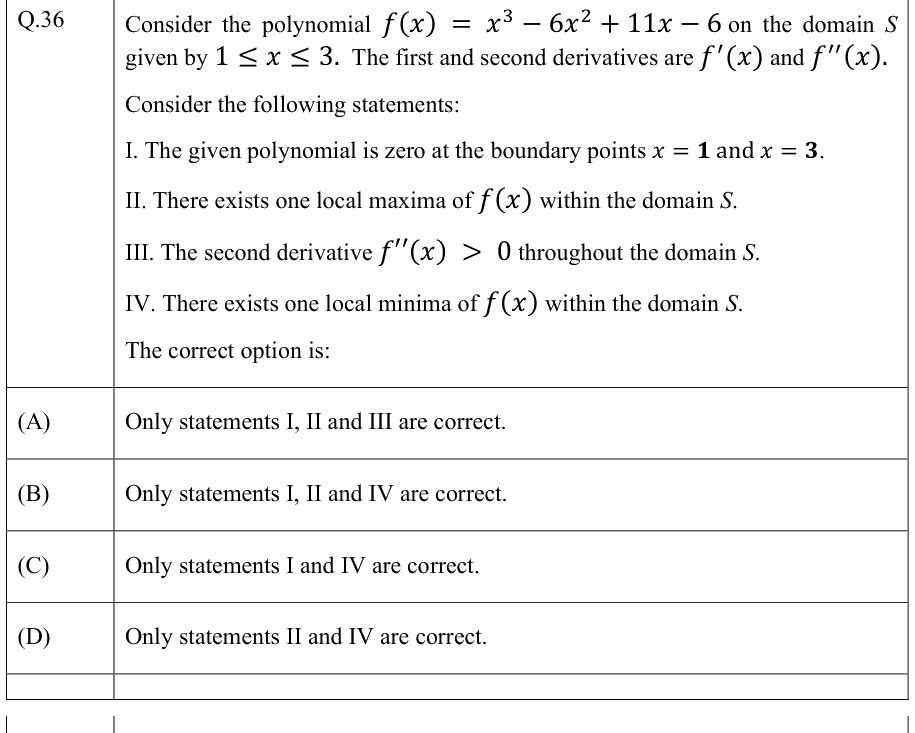 Q.36
Consider the polynomial f(x) = x³ − 6x² + 11x − 6 on the domain S
given by 1 ≤ x ≤ 3. The first and second derivatives are f′(x) and f″(x).
Consider the following statements:
I. The given polynomial is zero at the boundary points x = 1 and x = 3.
II. There exists one local maxima of f(x) within the domain S.
III. The second derivative f″(x) > 0 throughout the domain S.
IV. There exists one local minima of f(x) within the domain S.
The correct option is:
(A) Only statements I, II and III are correct.
(B) Only statements I, II and IV are correct.
(C) Only statements I and IV are correct.
(D) Only statements II and IV are correct.